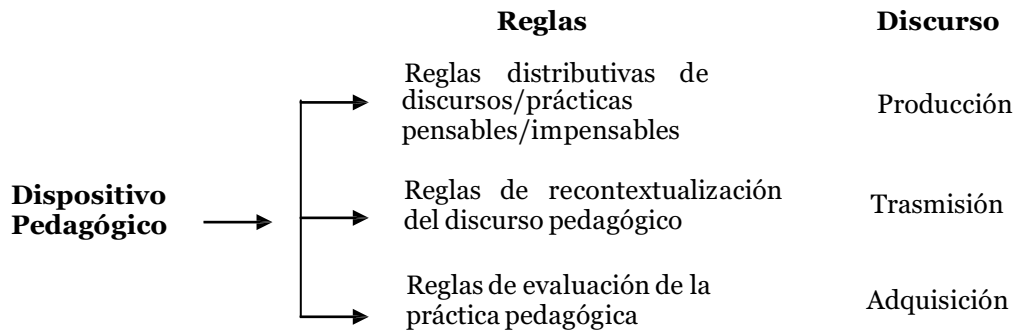 Reglas Discurso
Reglas distributivas de
discursos/prácticas
pensables/impensables
Producción
Dispositivo
Pedagógico
Reglas de recontextualización
del discurso pedagógico
Trasmisión
Reglas de evaluación de la
práctica pedagógica
Adquisición